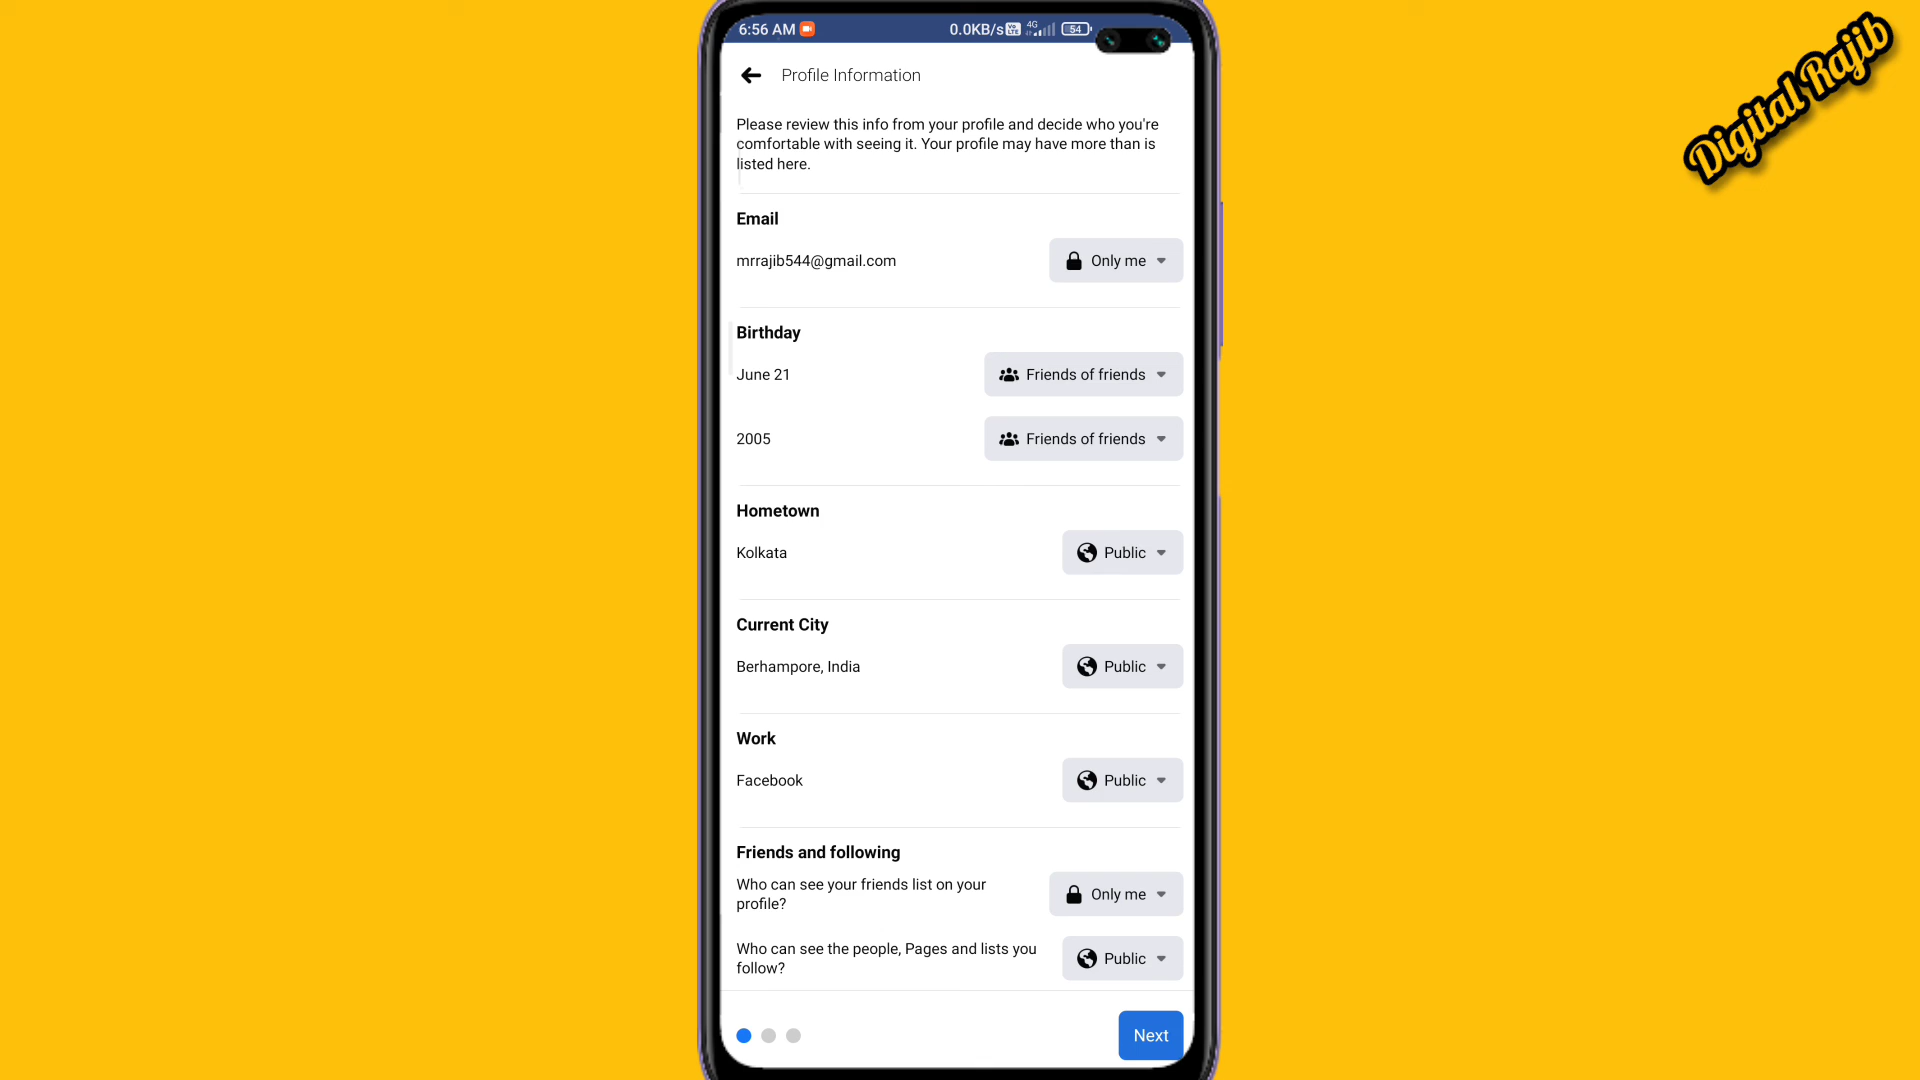 6:56 AM 0.0KB/s 4G 54
Digital Rajib
Profile Information
Please review this info from your profile and decide who you're
comfortable with seeing it. Your profile may have more than is
listed here.
Email
mrrajib544@gmail.com Only me
Birthday
June 21 Friends of friends
2005 Friends of friends
Hometown
Kolkata Public
Current City
Berhampore, India Public
Work
Facebook Public
Friends and following
Who can see your friends list on your
profile?
Only me
Who can see the people, Pages and lists you
follow?
Public
Next